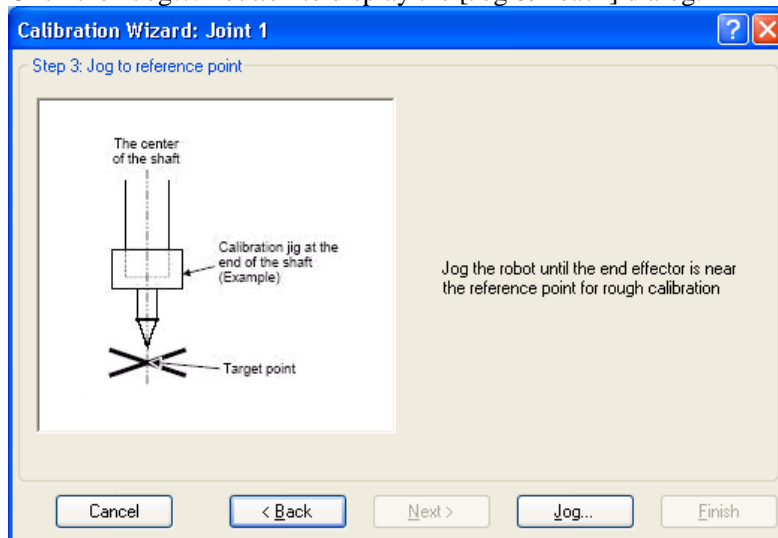 Calibration Wizard: Joint 1
Step 3: Jog to reference point
The center
of the shaft
Calibration jig at the
end of the shaft
(Example)
Target point
Jog the robot until the end effector is near
the reference point for rough calibration
Cancel
< Back
Next >
Jog...
Finish